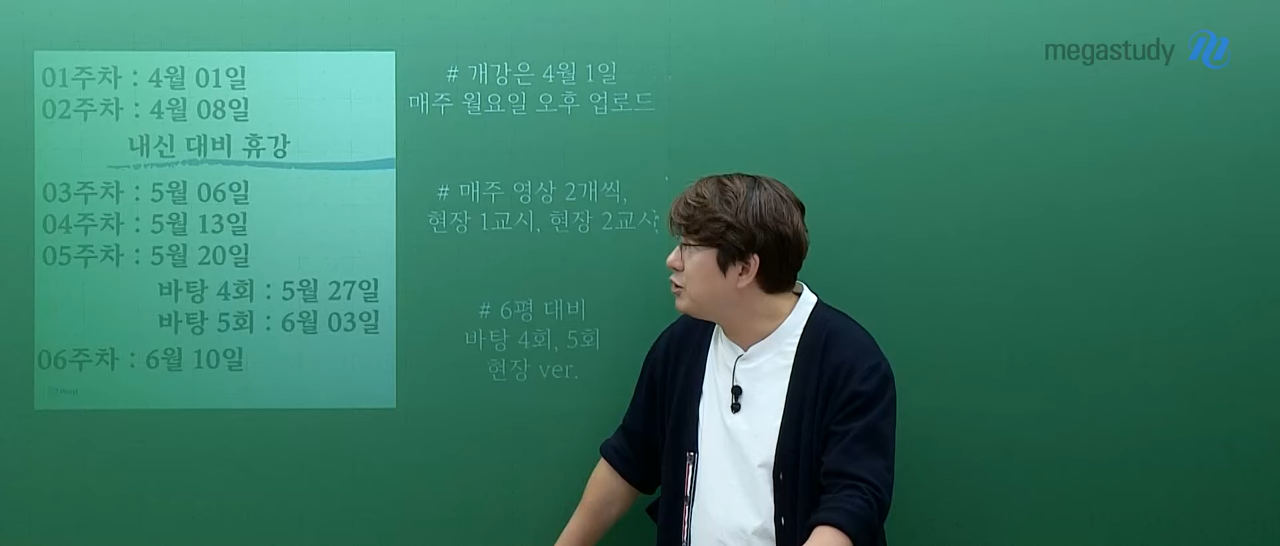 megastudy
01주차 : 4월 01일
02주차 : 4월 08일
내신 대비 휴강
03주차 : 5월 06일
04주차 : 5월 13일
05주차 : 5월 20일
바탕 4회 : 5월 27일
바탕 5회 : 6월 03일
06주차 : 6월 10일
# 개강은 4월 1일
매주 월요일 오후 업로드
# 매주 영상 2개씩,
현장 1교시, 현장 2교시
# 6평 대비
바탕 4회, 5회
현장 ver.